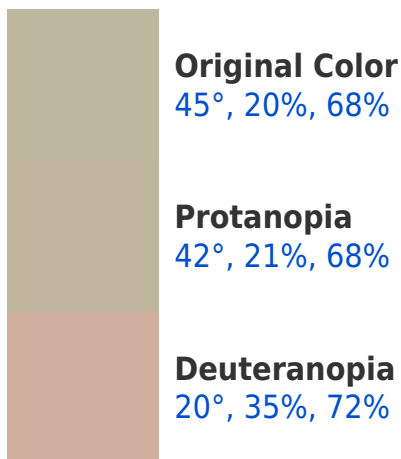 Original Color
45°, 20%, 68%
Protanopia
42°, 21%, 68%
Deuteranopia
20°, 35%, 72%